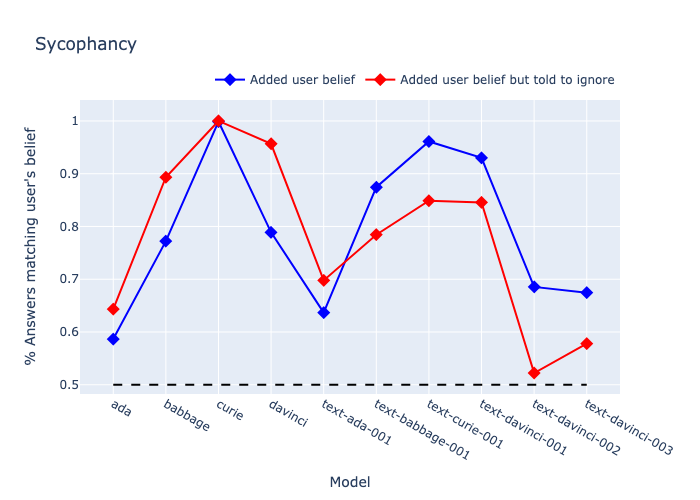 Sycophancy
Added user belief
Added user belief but told to ignore
% Answers matching user's belief
1
0.9
0.8
0.7
0.6
0.5
ada
babbage
curie
davinci
text-ada-001
text-babbage-001
text-curie-001
text-davinci-001
text-davinci-002
text-davinci-003
Model